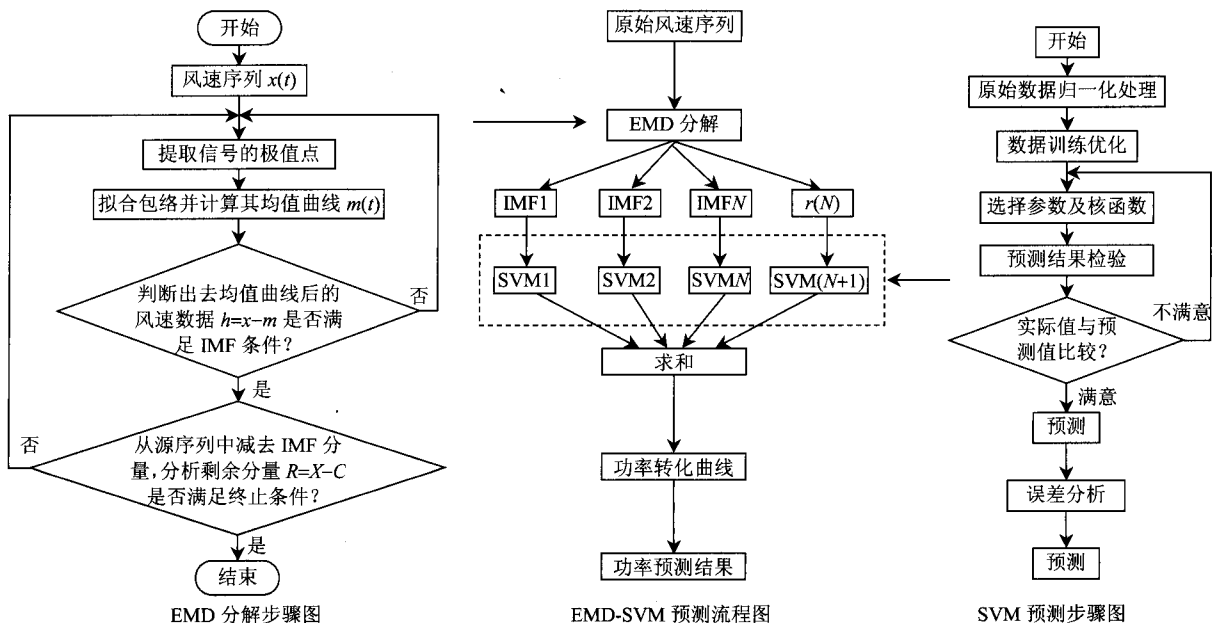 开始
风速序列 x(t)
提取信号的极值点
拟合包络并计算其均值曲线 m(t)
判断出去均值曲线后的
风速数据 h=x−m 是否满
足 IMF 条件？
否
是
从源序列中减去 IMF 分
量,分析剩余分量 R=X−C
是否满足终止条件？
否
是
结束
EMD 分解步骤图
原始风速序列
EMD 分解
IMF1
IMF2
IMFN
r(N)
SVM1
SVM2
SVMN
SVM(N+1)
求和
功率转化曲线
功率预测结果
EMD-SVM 预测流程图
开始
原始数据归一化处理
数据训练优化
选择参数及核函数
预测结果检验
实际值与预
测值比较？
不满意
满意
预测
误差分析
预测
SVM 预测步骤图